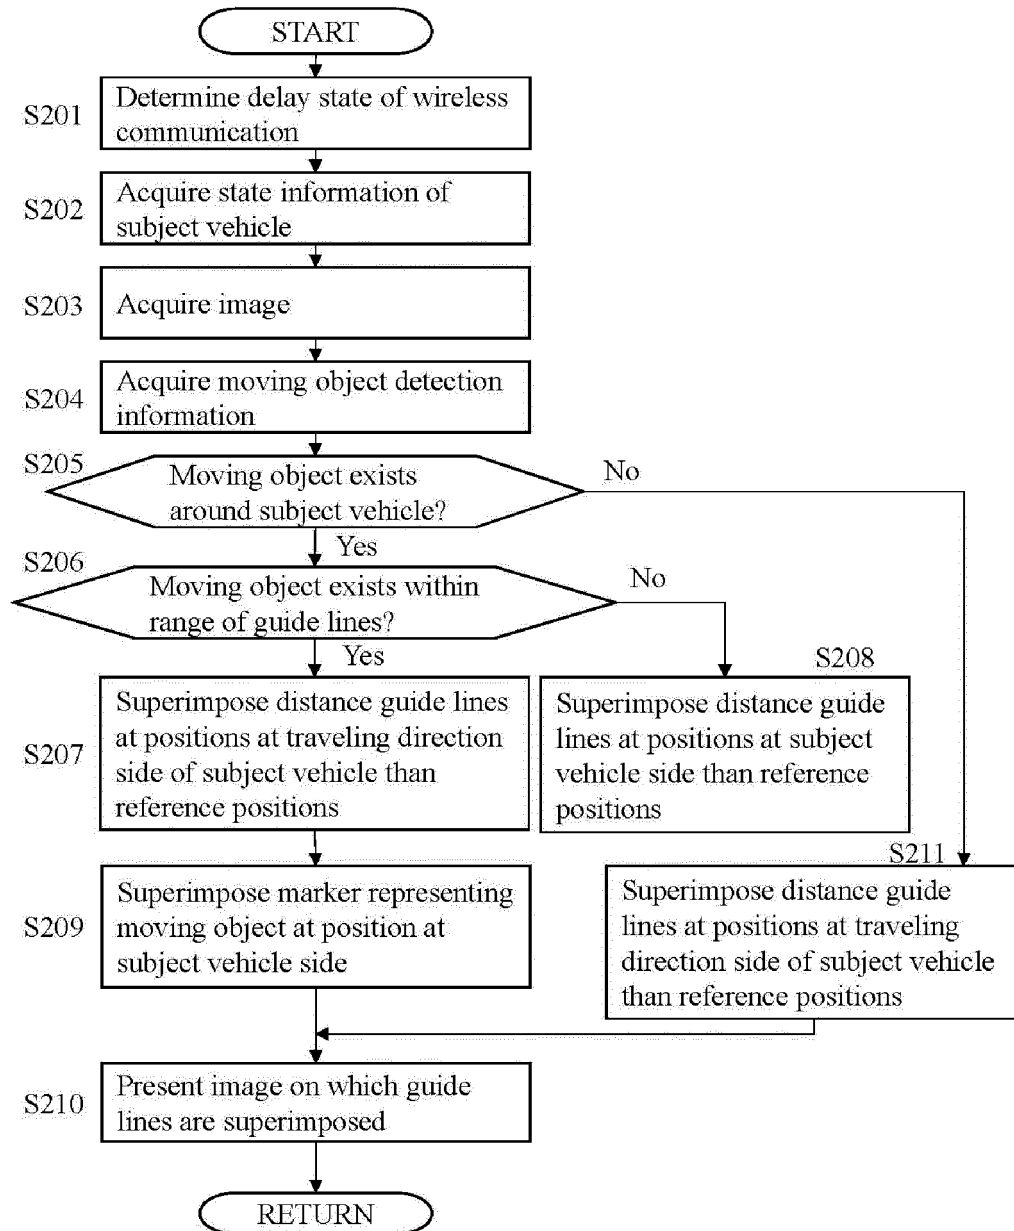 START
S201
Determine delay state of wireless
communication
S202
Acquire state information of
subject vehicle
S203
Acquire image
S204
Acquire moving object detection
information
S205
Moving object exists
around subject vehicle?
No
Yes
S206
Moving object exists within
range of guide lines?
No
Yes
S207
Superimpose distance guide lines
at positions at traveling direction
side of subject vehicle than
reference positions
S208
Superimpose distance guide
lines at positions at subject
vehicle side than reference
positions
S209
Superimpose marker representing
moving object at position at
subject vehicle side
S211
Superimpose distance guide
lines at positions at traveling
direction side of subject vehicle
than reference positions
S210
Present image on which guide
lines are superimposed
RETURN